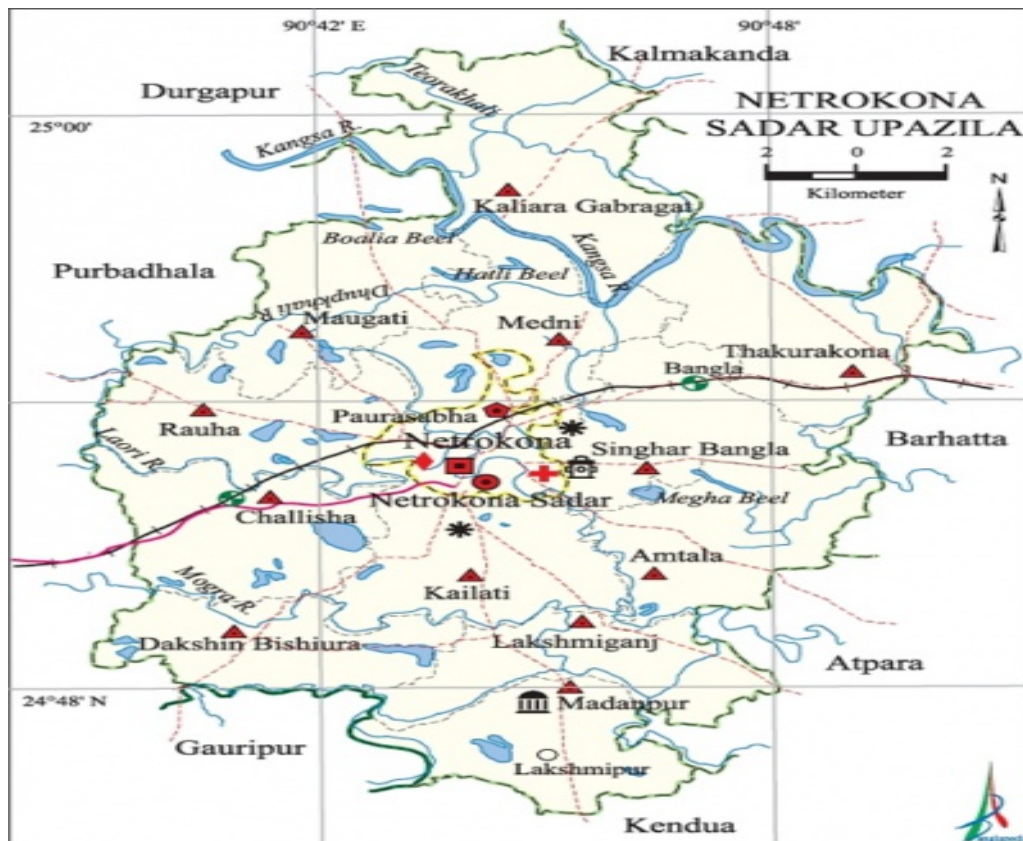 90°42' E
90°48'
Kalmakanda
Teorakhali
Durgapur
NETROKONA
SADAR UPAZILA
25°00'
Kangsa R.
2 0 2
Kilometer
N
Kaliara Gabragat
Boalia Beel
Kangsa R.
Purbadhala
Hatli Beel
Dhuplohali R
Maugati
Medni
Thakurakona
Bangla
Paurasabha
Rauha
Netrokona
Barhatta
Laori R.
Singhar Bangla
Megha Beel
Netrokona Sadar
Challisha
Amtala
Mogra R.
Kailati
Dakshin Bishiura
Lakshmiganj
Atpara
24°48' N
Madanpur
Gauripur
Lakshmipur
Kendua